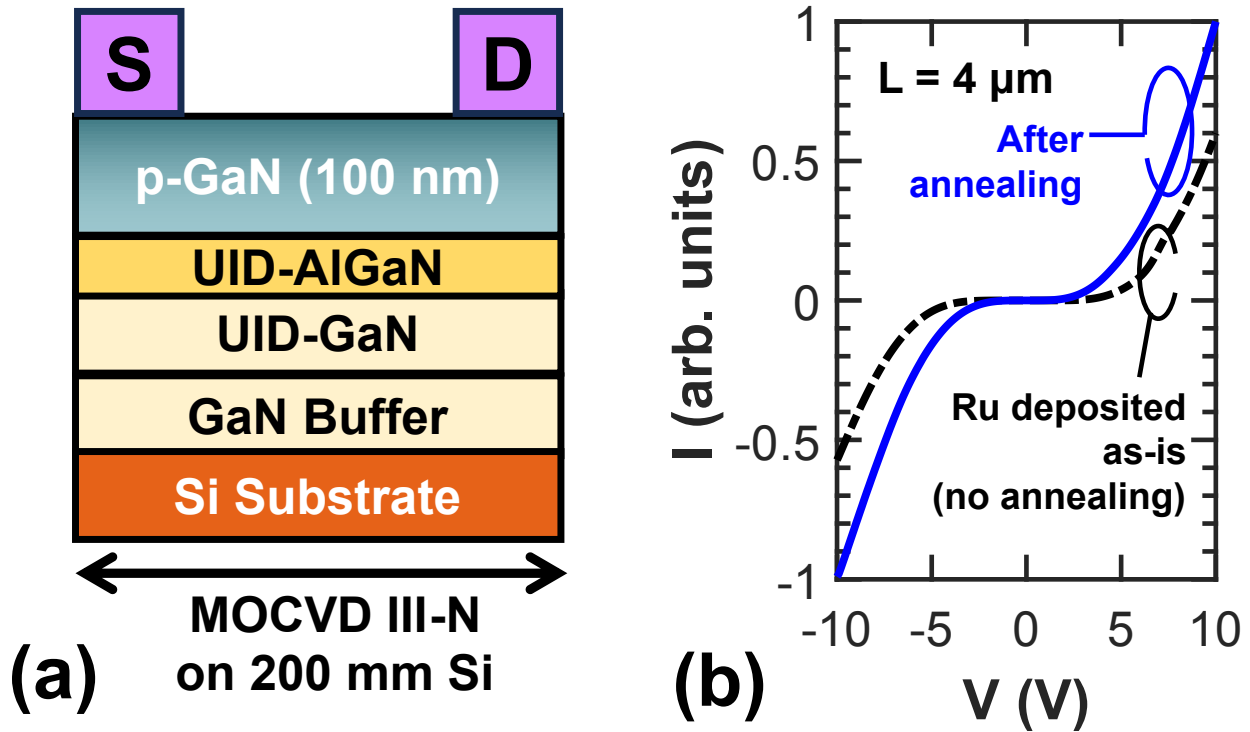 S
D
p-GaN (100 nm)
UID-AlGaN
UID-GaN
GaN Buffer
Si Substrate
MOCVD III-N
on 200 mm Si
(a)
1
0.5
0
-0.5
-1
I (arb. units)
L = 4 µm
After
annealing
Ru deposited
as-is
(no annealing)
-10
-5
0
5
10
V (V)
(b)